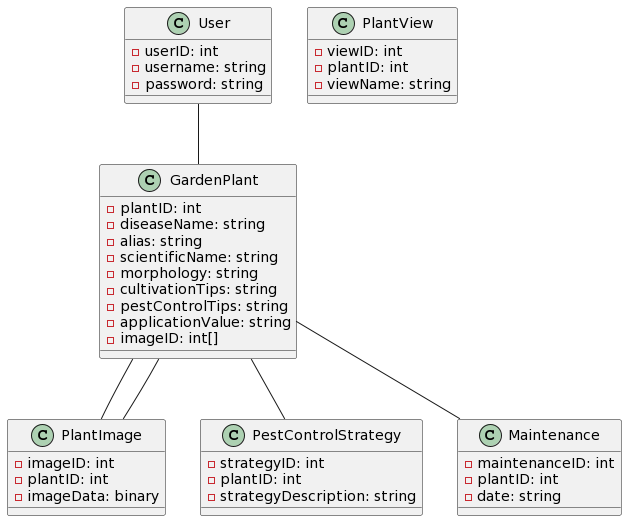 C User
userID: int
username: string
password: string
C PlantView
viewID: int
plantID: int
viewName: string
C GardenPlant
plantID: int
diseaseName: string
alias: string
scientificName: string
morphology: string
cultivationTips: string
pestControlTips: string
applicationValue: string
imageID: int[]
C PlantImage
imageID: int
plantID: int
imageData: binary
C PestControlStrategy
strategyID: int
plantID: int
strategyDescription: string
C Maintenance
maintenanceID: int
plantID: int
date: string